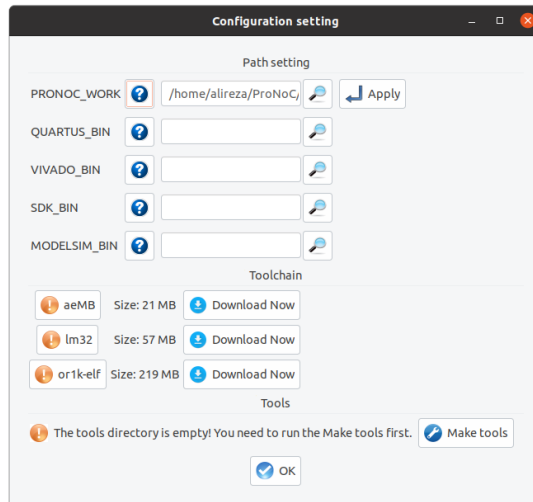 Configuration setting
Path setting
PRONOC_WORK /home/alireza/ProNoC/ Apply
QUARTUS_BIN
VIVADO_BIN
SDK_BIN
MODELSIM_BIN
Toolchain
aeMB Size: 21 MB Download Now
lm32 Size: 57 MB Download Now
or1k-elf Size: 219 MB Download Now
Tools
The tools directory is empty! You need to run the Make tools first. Make tools
OK